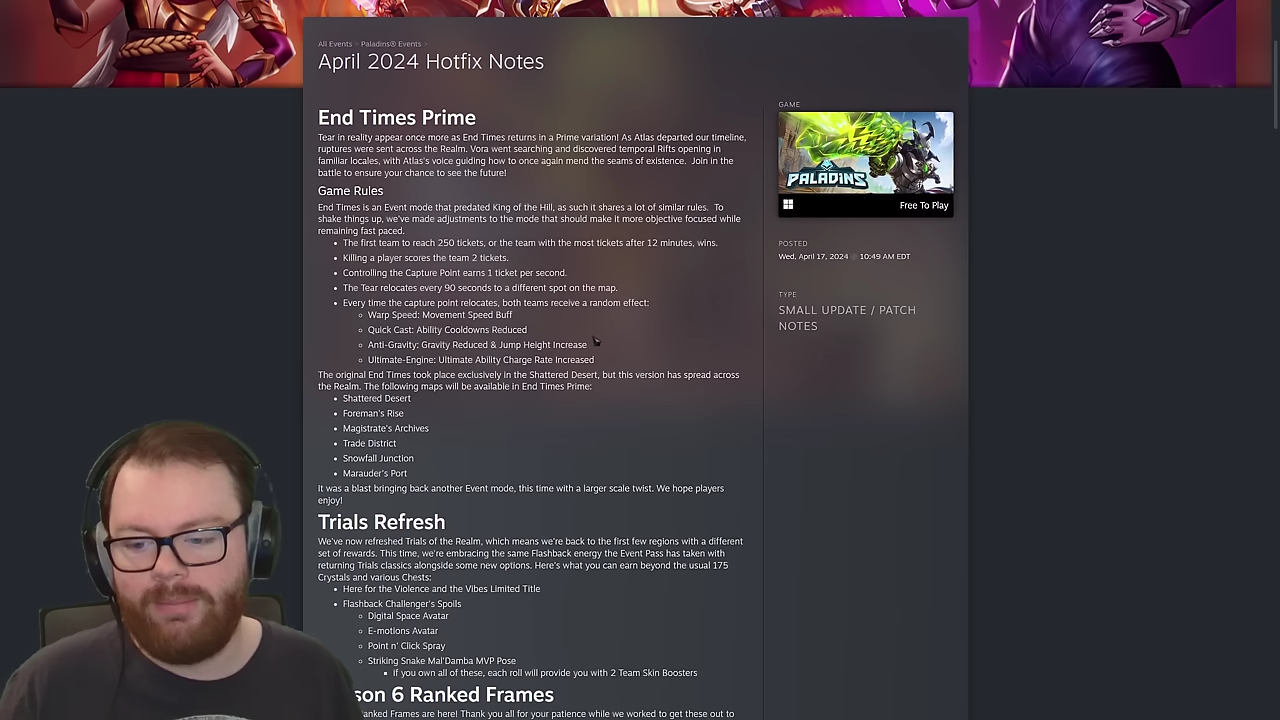 All Events > Paladins® Events >
April 2024 Hotfix Notes
End Times Prime
Tear in reality appear once more as End Times returns in a Prime variation! As Atlas departed our timeline,
ruptures were sent across the Realm. Vora went searching and discovered temporal Rifts opening in
familiar locales, with Atlas's voice guiding how to once again mend the seams of existence.  Join in the
battle to ensure your chance to see the future!
Game Rules
End Times is an Event mode that predated King of the Hill, as such it shares a lot of similar rules.  To
shake things up, we've made adjustments to the mode that should make it more objective focused while
remaining fast paced.
The first team to reach 250 tickets, or the team with the most tickets after 12 minutes, wins.
Killing a player scores the team 2 tickets.
Controlling the Capture Point earns 1 ticket per second.
The Tear relocates every 90 seconds to a different spot on the map.
Every time the capture point relocates, both teams receive a random effect:
Warp Speed: Movement Speed Buff
Quick Cast: Ability Cooldowns Reduced
Anti-Gravity: Gravity Reduced & Jump Height Increase
Ultimate-Engine: Ultimate Ability Charge Rate Increased
The original End Times took place exclusively in the Shattered Desert, but this version has spread across
the Realm. The following maps will be available in End Times Prime:
Shattered Desert
Foreman's Rise
Magistrate's Archives
Trade District
Snowfall Junction
Marauder's Port
It was a blast bringing back another Event mode, this time with a larger scale twist. We hope players
enjoy!
Trials Refresh
We've now refreshed Trials of the Realm, which means we're back to the first few regions with a different
set of rewards. This time, we're embracing the same Flashback energy the Event Pass has taken with
returning Trials classics alongside some new options. Here's what you can earn beyond the usual 175
Crystals and various Chests:
Here for the Violence and the Vibes Limited Title
Flashback Challenger's Spoils
Digital Space Avatar
E-motions Avatar
Point n' Click Spray
Striking Snake Mal'Damba MVP Pose
If you own all of these, each roll will provide you with 2 Team Skin Boosters
son 6 Ranked Frames
anked Frames are here! Thank you all for your patience while we worked to get these out to
GAME
PALADINS
Free To Play
POSTED
Wed, April 17, 2024 @ 10:49 AM EDT
TYPE
SMALL UPDATE / PATCH
NOTES